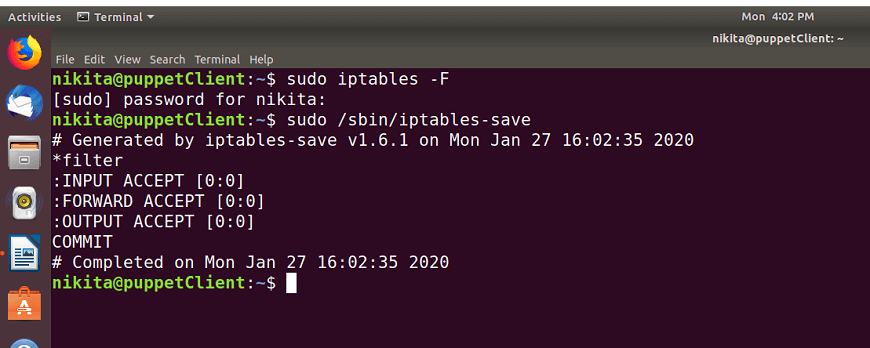 Activities Terminal Mon 4:02 PM
nikita@puppetClient: ~
File Edit View Search Terminal Help
nikita@puppetClient:~$ sudo iptables -F
[sudo] password for nikita:
nikita@puppetClient:~$ sudo /sbin/iptables-save
# Generated by iptables-save v1.6.1 on Mon Jan 27 16:02:35 2020
*filter
:INPUT ACCEPT [0:0]
:FORWARD ACCEPT [0:0]
:OUTPUT ACCEPT [0:0]
COMMIT
# Completed on Mon Jan 27 16:02:35 2020
nikita@puppetClient:~$